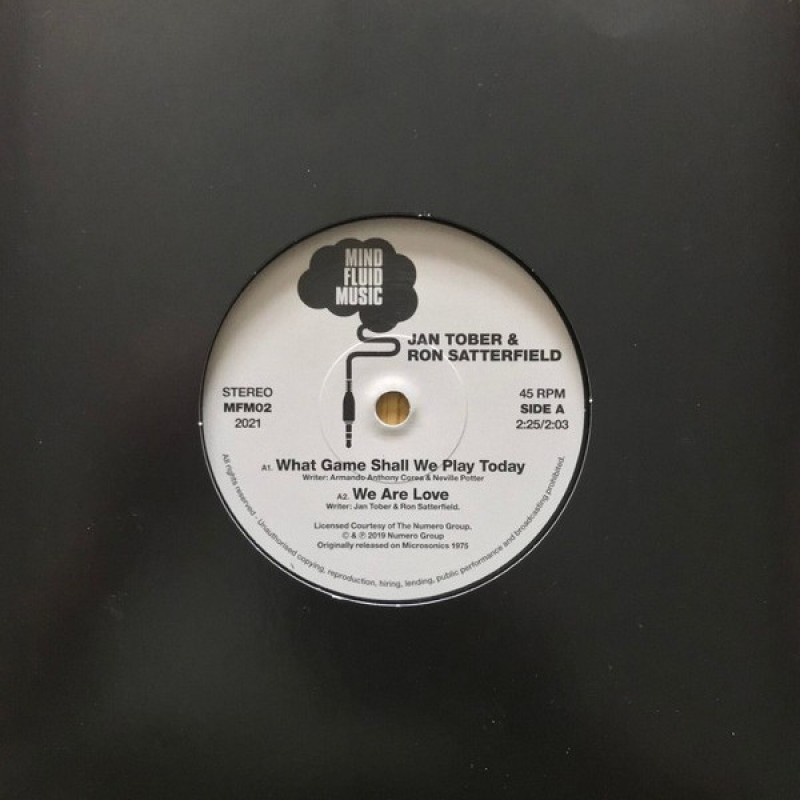 MIND
FLUID
MUSIC
JAN TOBER &
RON SATTERFIELD
STEREO
MFM02
2021
45 RPM
SIDE A
2:25/2:03
A1. What Game Shall We Play Today
Writer: Armando Anthony Corea & Neville Potter
A2. We Are Love
Writer: Jan Tober & Ron Satterfield.
Licensed Courtesy of The Numero Group.
© & ℗ 2019 Numero Group
Originally released on Microsonics 1975
All rights reserved - Unauthorised copying, reproduction, hiring, lending, public performance and broadcasting prohibited.